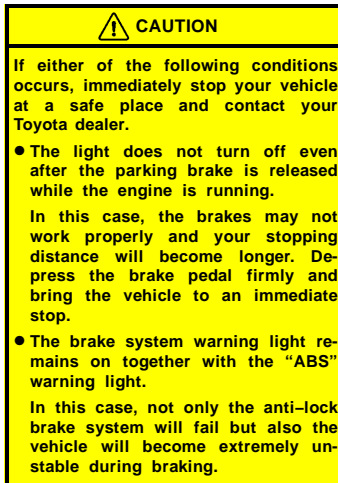 CAUTION
If either of the following conditions
occurs, immediately stop your vehicle
at a safe place and contact your
Toyota dealer.
● The light does not turn off even
after the parking brake is released
while the engine is running.
In this case, the brakes may not
work properly and your stopping
distance will become longer. De-
press the brake pedal firmly and
bring the vehicle to an immediate
stop.
● The brake system warning light re-
mains on together with the “ABS”
warning light.
In this case, not only the anti–lock
brake system will fail but also the
vehicle will become extremely un-
stable during braking.